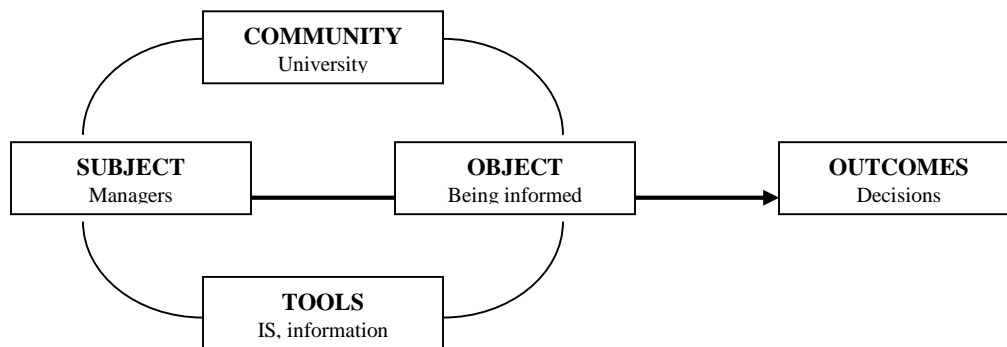 COMMUNITY
University
SUBJECT
Managers
OBJECT
Being informed
OUTCOMES
Decisions
TOOLS
IS, information